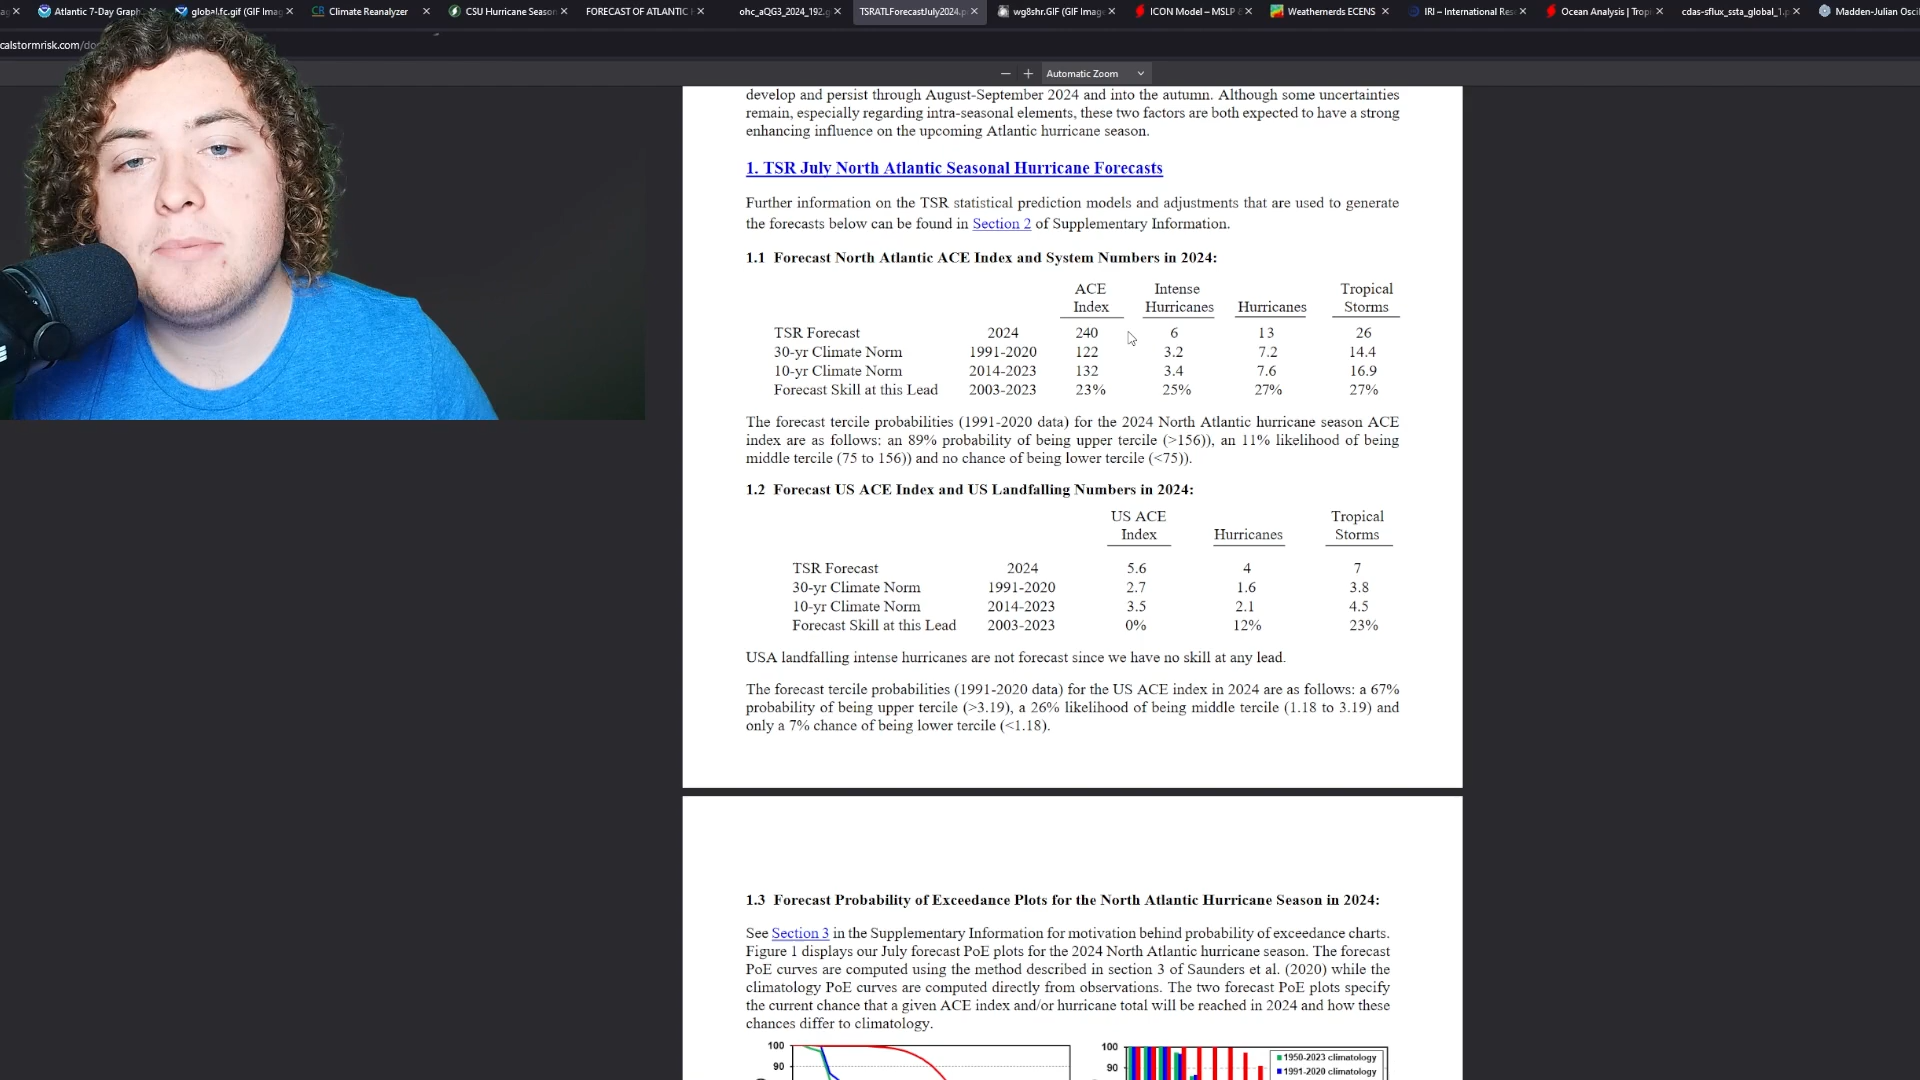 Atlantic 7-Day Graph
global.fc.gif (GIF Imag
CR Climate Reanalyzer
CSU Hurricane Season
FORECAST OF ATLANTIC
ohc_aQG3_2024_192.g
TSRATLForecastJuly2024.p
wg8shr.GIF (GIF Imag
ICON Model – MSLP
Weathernerds ECENS
IRI – International Res
Ocean Analysis | Trop
cdas-sflux_ssta_global_1.p
Madden-Julian Osci
calstormrisk.com/do
Automatic Zoom
develop and persist through August-September 2024 and into the autumn. Although some uncertainties
remain, especially regarding intra-seasonal elements, these two factors are both expected to have a strong
enhancing influence on the upcoming Atlantic hurricane season.
1. TSR July North Atlantic Seasonal Hurricane Forecasts
Further information on the TSR statistical prediction models and adjustments that are used to generate
the forecasts below can be found in Section 2 of Supplementary Information.
1.1 Forecast North Atlantic ACE Index and System Numbers in 2024:
ACE Intense Tropical
Index Hurricanes Hurricanes Storms
TSR Forecast 2024 240 6 13 26
30-yr Climate Norm 1991-2020 122 3.2 7.2 14.4
10-yr Climate Norm 2014-2023 132 3.4 7.6 16.9
Forecast Skill at this Lead 2003-2023 23% 25% 27% 27%
The forecast tercile probabilities (1991-2020 data) for the 2024 North Atlantic hurricane season ACE
index are as follows: an 89% probability of being upper tercile (>156)), an 11% likelihood of being
middle tercile (75 to 156)) and no chance of being lower tercile (<75)).
1.2 Forecast US ACE Index and US Landfalling Numbers in 2024:
US ACE Tropical
Index Hurricanes Storms
TSR Forecast 2024 5.6 4 7
30-yr Climate Norm 1991-2020 2.7 1.6 3.8
10-yr Climate Norm 2014-2023 3.5 2.1 4.5
Forecast Skill at this Lead 2003-2023 0% 12% 23%
USA landfalling intense hurricanes are not forecast since we have no skill at any lead.
The forecast tercile probabilities (1991-2020 data) for the US ACE index in 2024 are as follows: a 67%
probability of being upper tercile (>3.19), a 26% likelihood of being middle tercile (1.18 to 3.19) and
only a 7% chance of being lower tercile (<1.18).
1.3 Forecast Probability of Exceedance Plots for the North Atlantic Hurricane Season in 2024:
See Section 3 in the Supplementary Information for motivation behind probability of exceedance charts.
Figure 1 displays our July forecast PoE plots for the 2024 North Atlantic hurricane season. The forecast
PoE curves are computed using the method described in section 3 of Saunders et al. (2020) while the
climatology PoE curves are computed directly from observations. The two forecast PoE plots specify
the current chance that a given ACE index and/or hurricane total will be reached in 2024 and how these
chances differ to climatology.
100
90
100
90
1950-2023 climatology
1991-2020 climatology